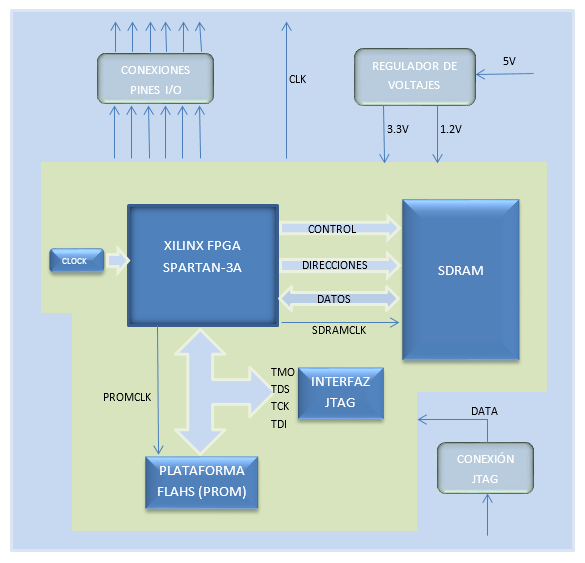 CONEXIONES
PINES I/O
CLK
REGULADOR DE
VOLTAJES
5V
3.3V
1.2V
XILINX FPGA
SPARTAN-3A
CLOCK
CONTROL
DIRECCIONES
DATOS
SDRAMCLK
SDRAM
PROMCLK
TMO
TDS
TCK
TDI
INTERFAZ
JTAG
PLATAFORMA
FLAHS (PROM)
DATA
CONEXIÓN
JTAG